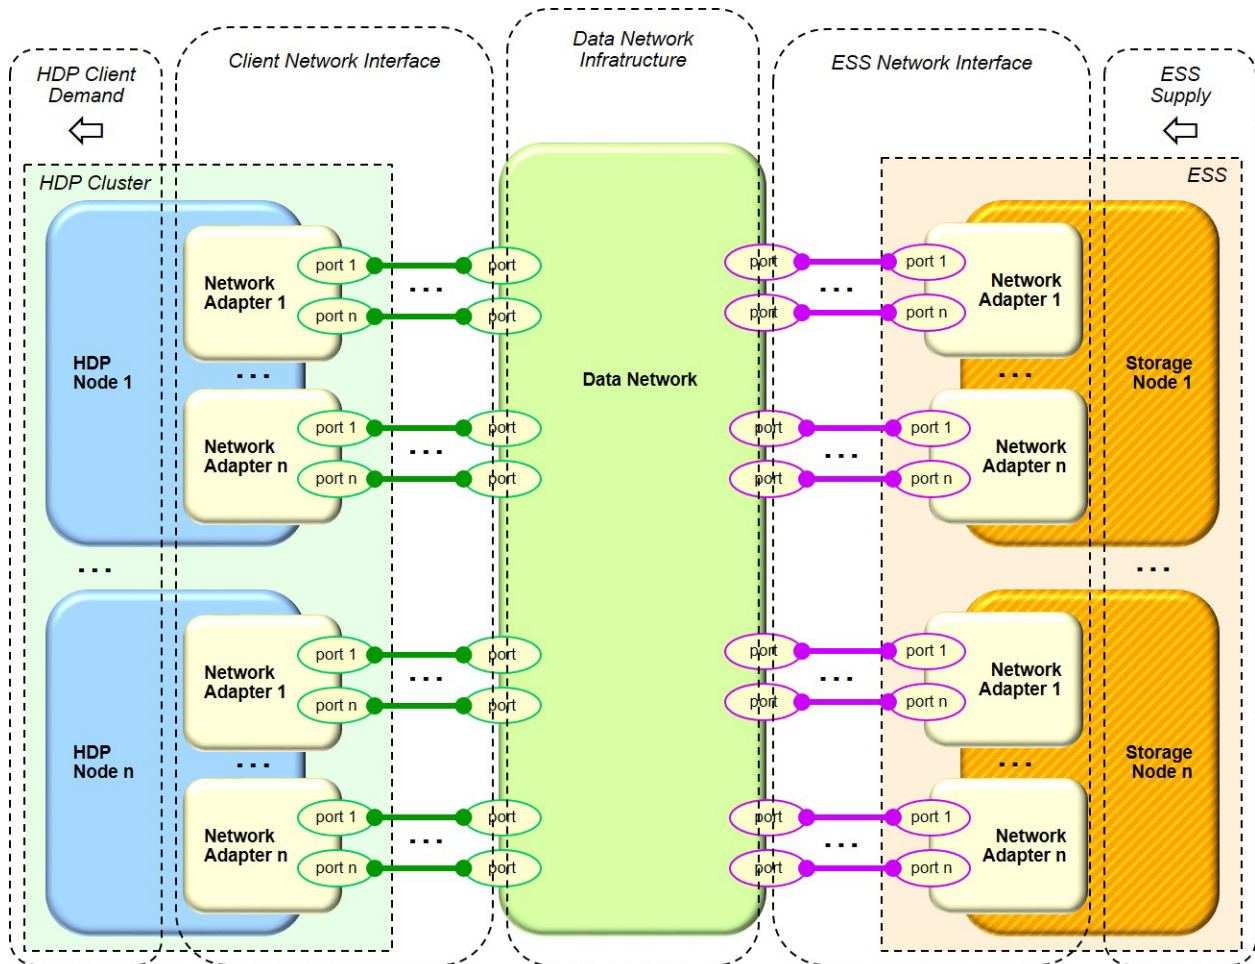 HDP Client
Demand
Client Network Interface
Data Network
Infratructure
ESS Network Interface
ESS
Supply
HDP Cluster
ESS
HDP
Node 1
Network
Adapter 1
port 1
port
...
port n
port
...
Network
Adapter n
port 1
port
...
port n
port
Data Network
port
port 1
...
port
port n
Network
Adapter 1
...
port
port 1
...
port
port n
Network
Adapter n
Storage
Node 1
...
...
HDP
Node n
Network
Adapter 1
port 1
port
...
port n
port
...
Network
Adapter n
port 1
port
...
port n
port
port
port 1
...
port
port n
Network
Adapter 1
...
port
port 1
...
port
port n
Network
Adapter n
Storage
Node n